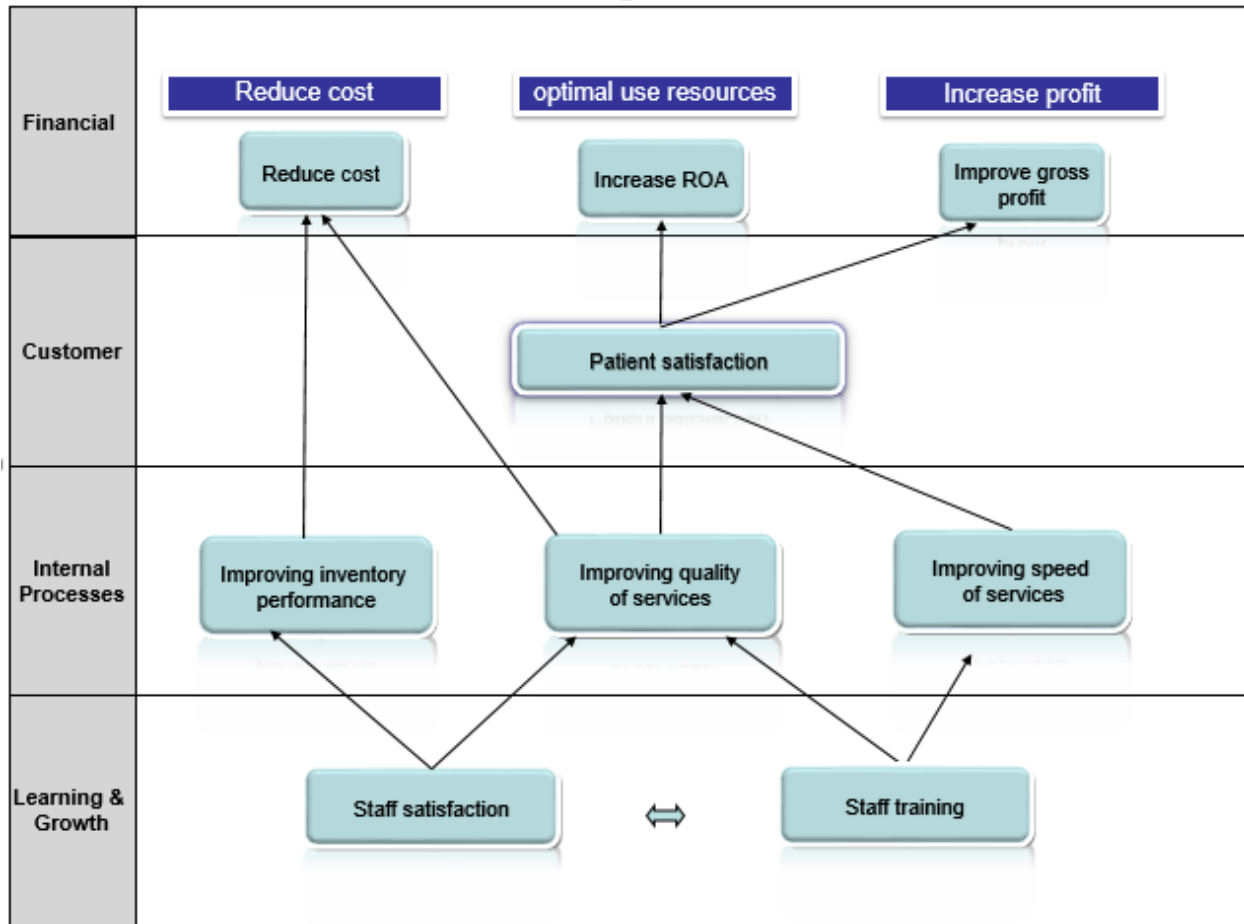 Reduce cost
optimal use resources
Increase profit
Financial
Reduce cost
Increase ROA
Improve gross
profit
Customer
Patient satisfaction
Internal
Processes
Improving inventory
performance
Improving quality
of services
Improving speed
of services
Learning &
Growth
Staff satisfaction
Staff training